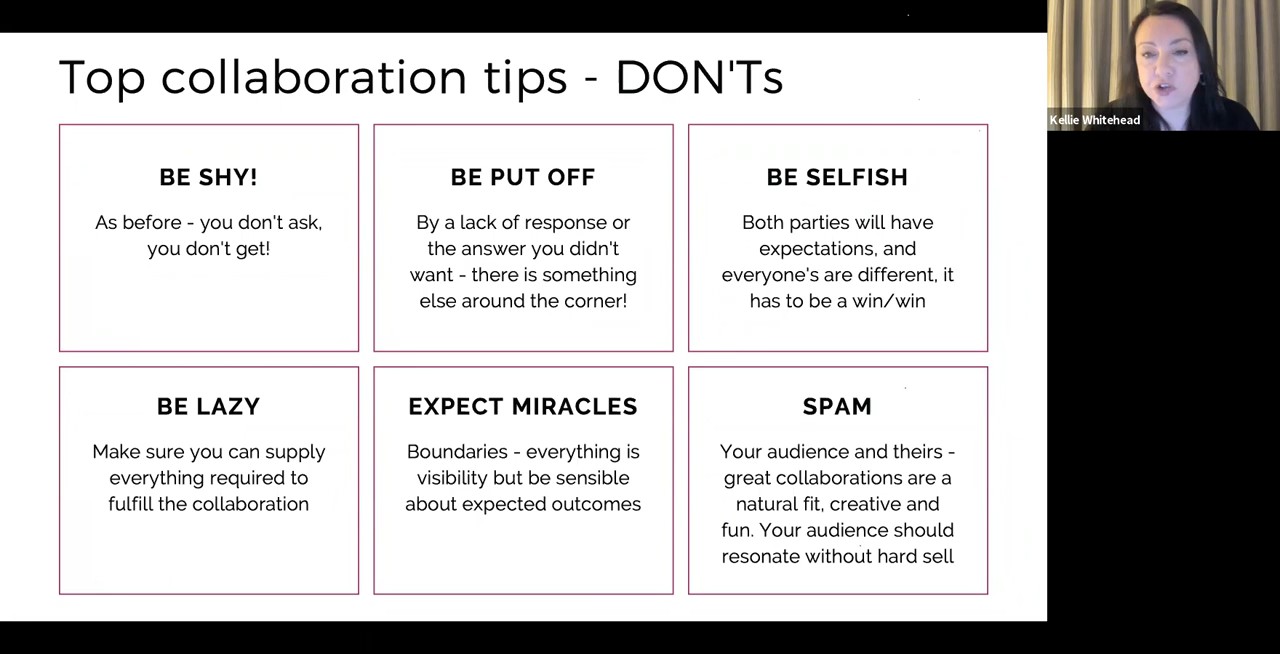 Top collaboration tips - DON'Ts
BE SHY!
As before - you don't ask,
you don't get!
BE PUT OFF
By a lack of response or
the answer you didn't
want - there is something
else around the corner!
BE SELFISH
Both parties will have
expectations, and
everyone's are different, it
has to be a win/win
BE LAZY
Make sure you can supply
everything required to
fulfill the collaboration
EXPECT MIRACLES
Boundaries - everything is
visibility but be sensible
about expected outcomes
SPAM
Your audience and theirs -
great collaborations are a
natural fit, creative and
fun. Your audience should
resonate without hard sell
Kellie Whitehead